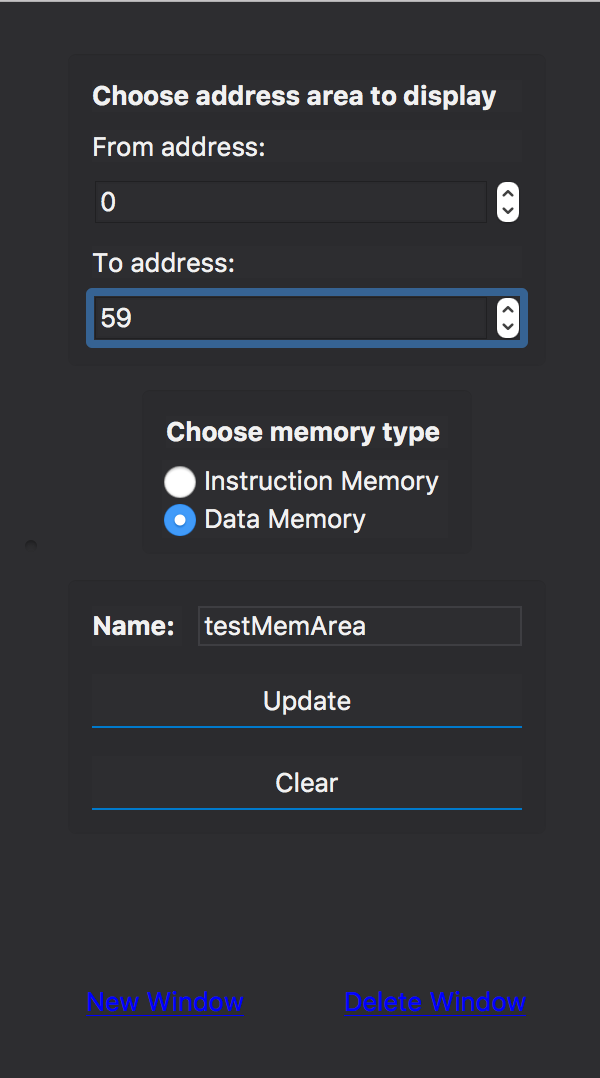 Choose address area to display
From address:
0
To address:
59
Choose memory type
Instruction Memory
Data Memory
Name: testMemArea
Update
Clear
New Window Delete Window